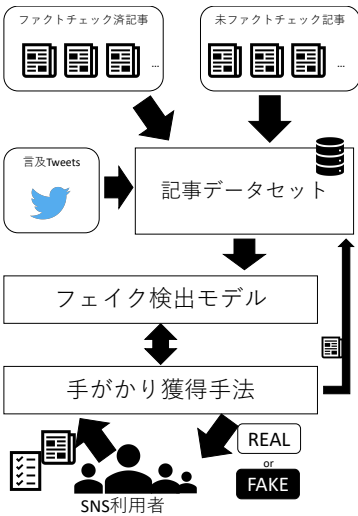 ファクトチェック済記事
未ファクトチェック記事
...
...
言及Tweets
記事データセット
フェイク検出モデル
手がかり獲得手法
REAL
or
FAKE
SNS利用者